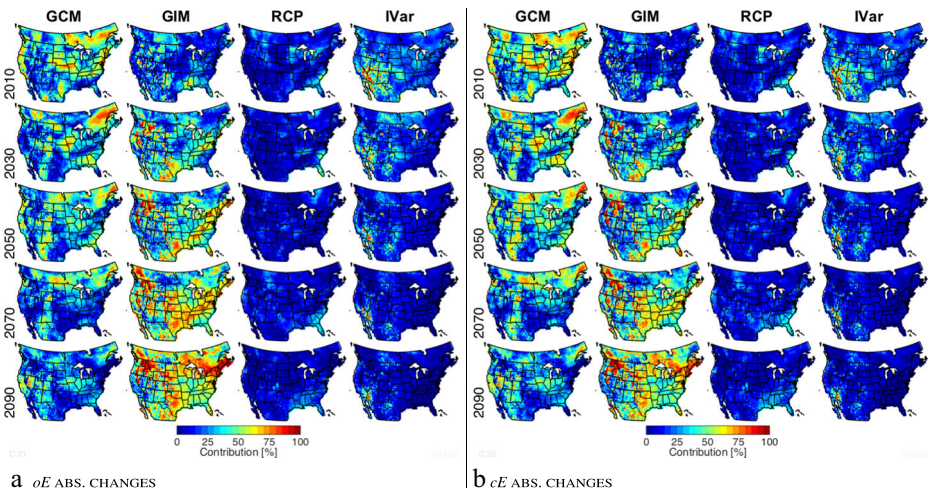 GCM GIM RCP IVar
2010
2030
2050
2070
2090
0 25 50 75 100
Contribution [%]
a oE ABS. CHANGES
GCM GIM RCP IVar
2010
2030
2050
2070
2090
0 25 50 75 100
Contribution [%]
b cE ABS. CHANGES